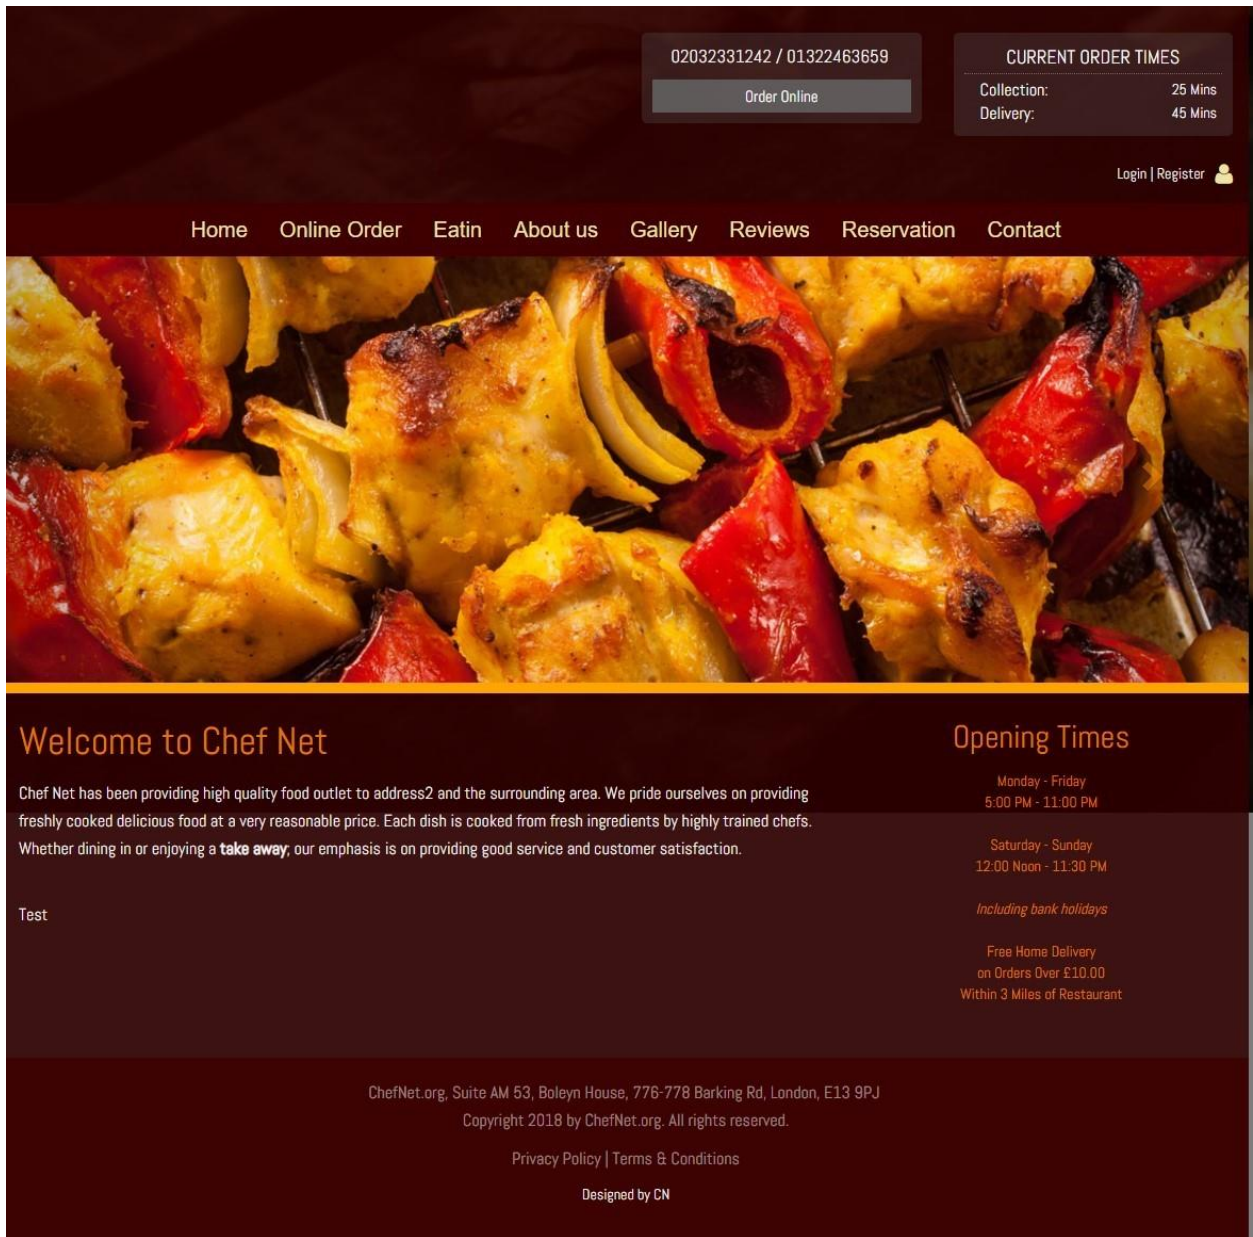 02032331242 / 01322463659
Order Online
CURRENT ORDER TIMES
Collection: 25 Mins
Delivery: 45 Mins
Login | Register
Home Online Order Eatin About us Gallery Reviews Reservation Contact
Welcome to Chef Net
Chef Net has been providing high quality food outlet to address2 and the surrounding area. We pride ourselves on providing
freshly cooked delicious food at a very reasonable price. Each dish is cooked from fresh ingredients by highly trained chefs.
Whether dining in or enjoying a take away; our emphasis is on providing good service and customer satisfaction.
Test
Opening Times
Monday - Friday
5:00 PM - 11:00 PM
Saturday - Sunday
12:00 Noon - 11:30 PM
Including bank holidays
Free Home Delivery
on Orders Over £10.00
Within 3 Miles of Restaurant
ChefNet.org, Suite AM 53, Boleyn House, 776-778 Barking Rd, London, E13 9PJ
Copyright 2018 by ChefNet.org. All rights reserved.
Privacy Policy | Terms & Conditions
Designed by CN